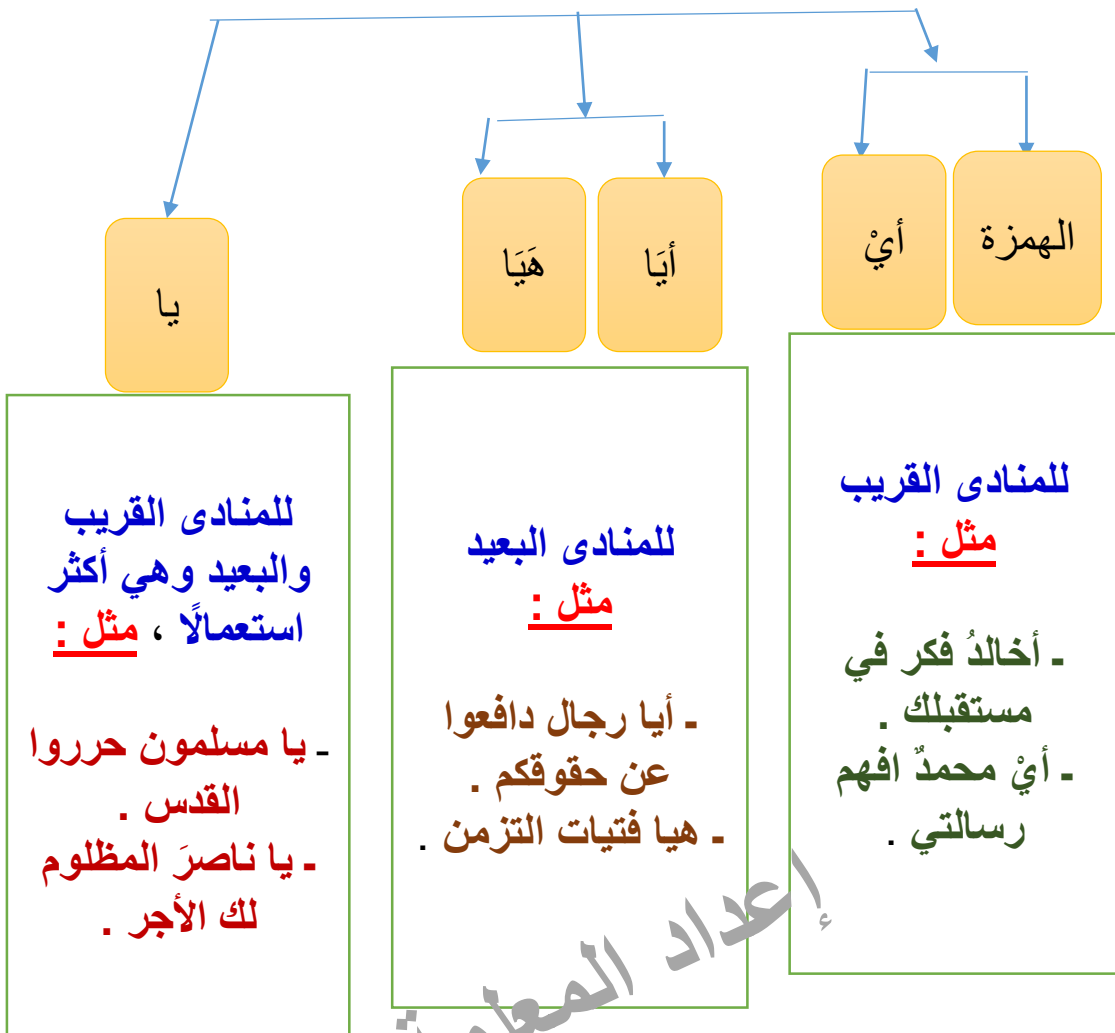 الهمزة
أيْ
أيَا
هَيَا
يا
للمنادى القريب
مثل :
ـ أخالدُ فكر في
مستقبلك .
ـ أيْ محمدٌ افهم
رسالتي .
للمنادى البعيد
مثل :
ـ أيا رجال دافعوا
عن حقوقكم .
ـ هيا فتيات التزمن .
للمنادى القريب
والبعيد وهي أكثر
استعمالًا ، مثل :
ـ يا مسلمون حرروا
القدس .
ـ يا ناصرَ المظلوم
لك الأجر .
إعداد